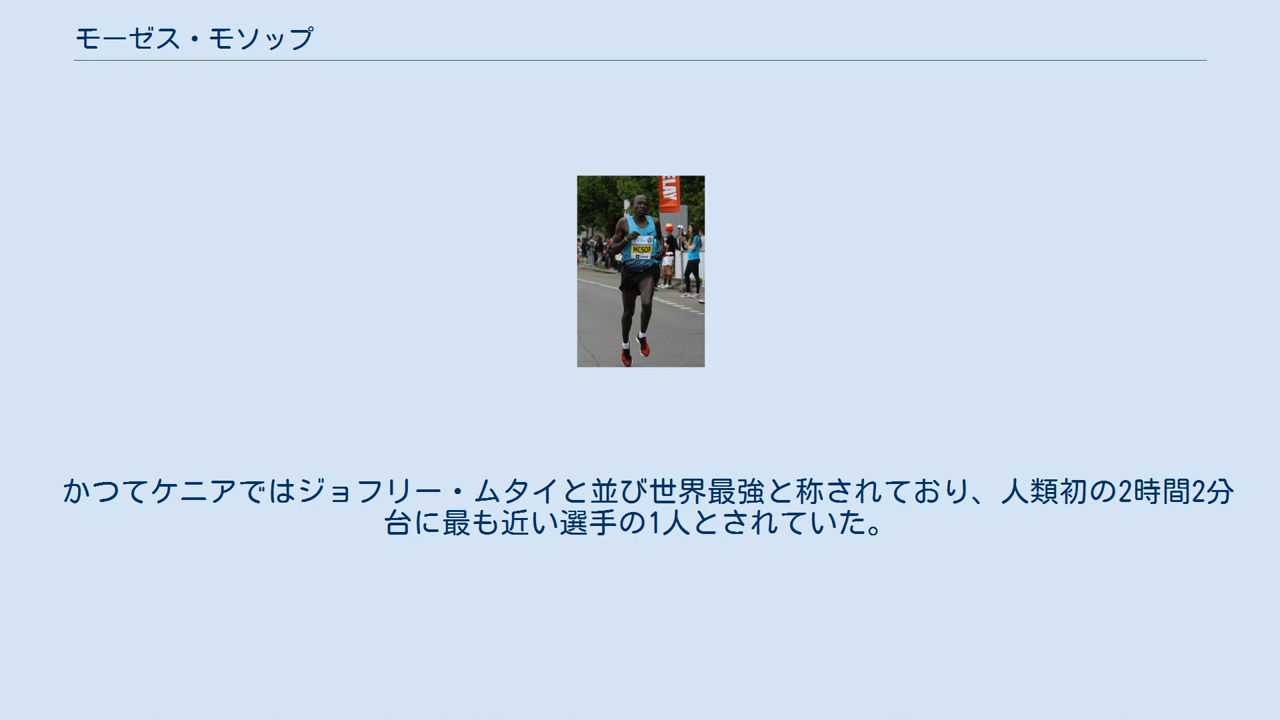 モーゼス・モソップ
ELAY
MOSOP
かつてケニアではジョフリー・ムタイと並び世界最強と称されており、人類初の2時間2分
台に最も近い選手の1人とされていた。